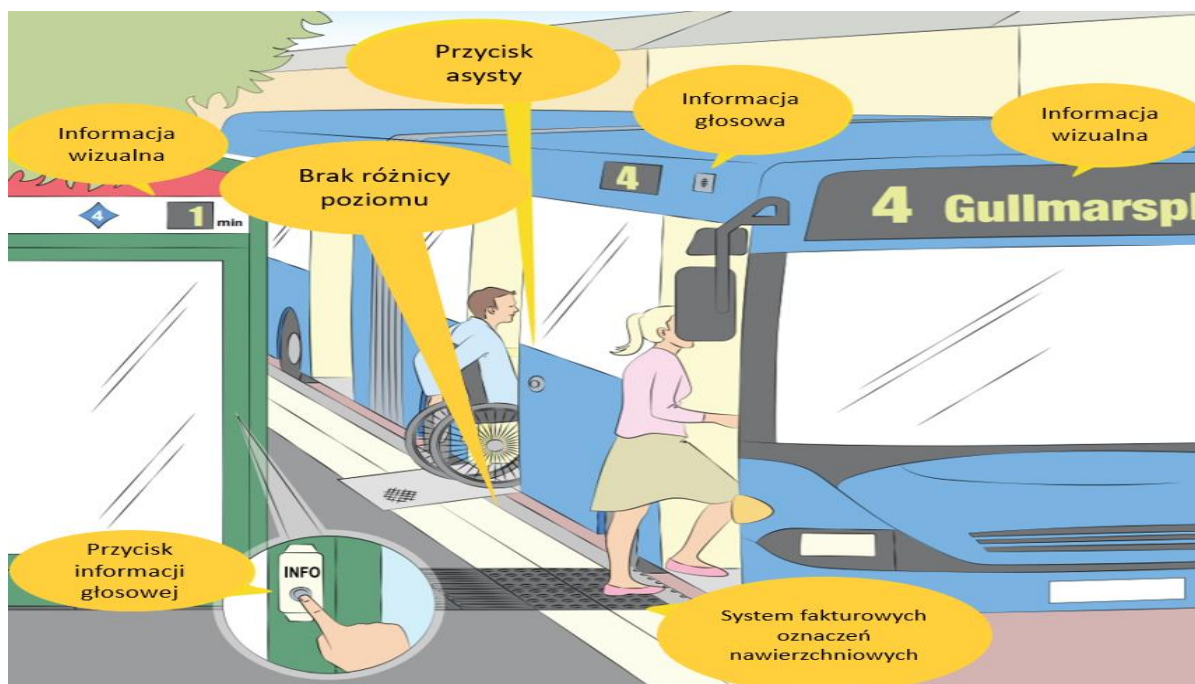 Przycisk
asysty
Informacja
głosowa
Informacja
wizualna
Informacja
wizualna
Brak różnicy
poziomu
4
4 Gullmarspl
4
1 min
Przycisk
informacji
głosowej
INFO
System fakturowych
oznaczeń
nawierzchniowych